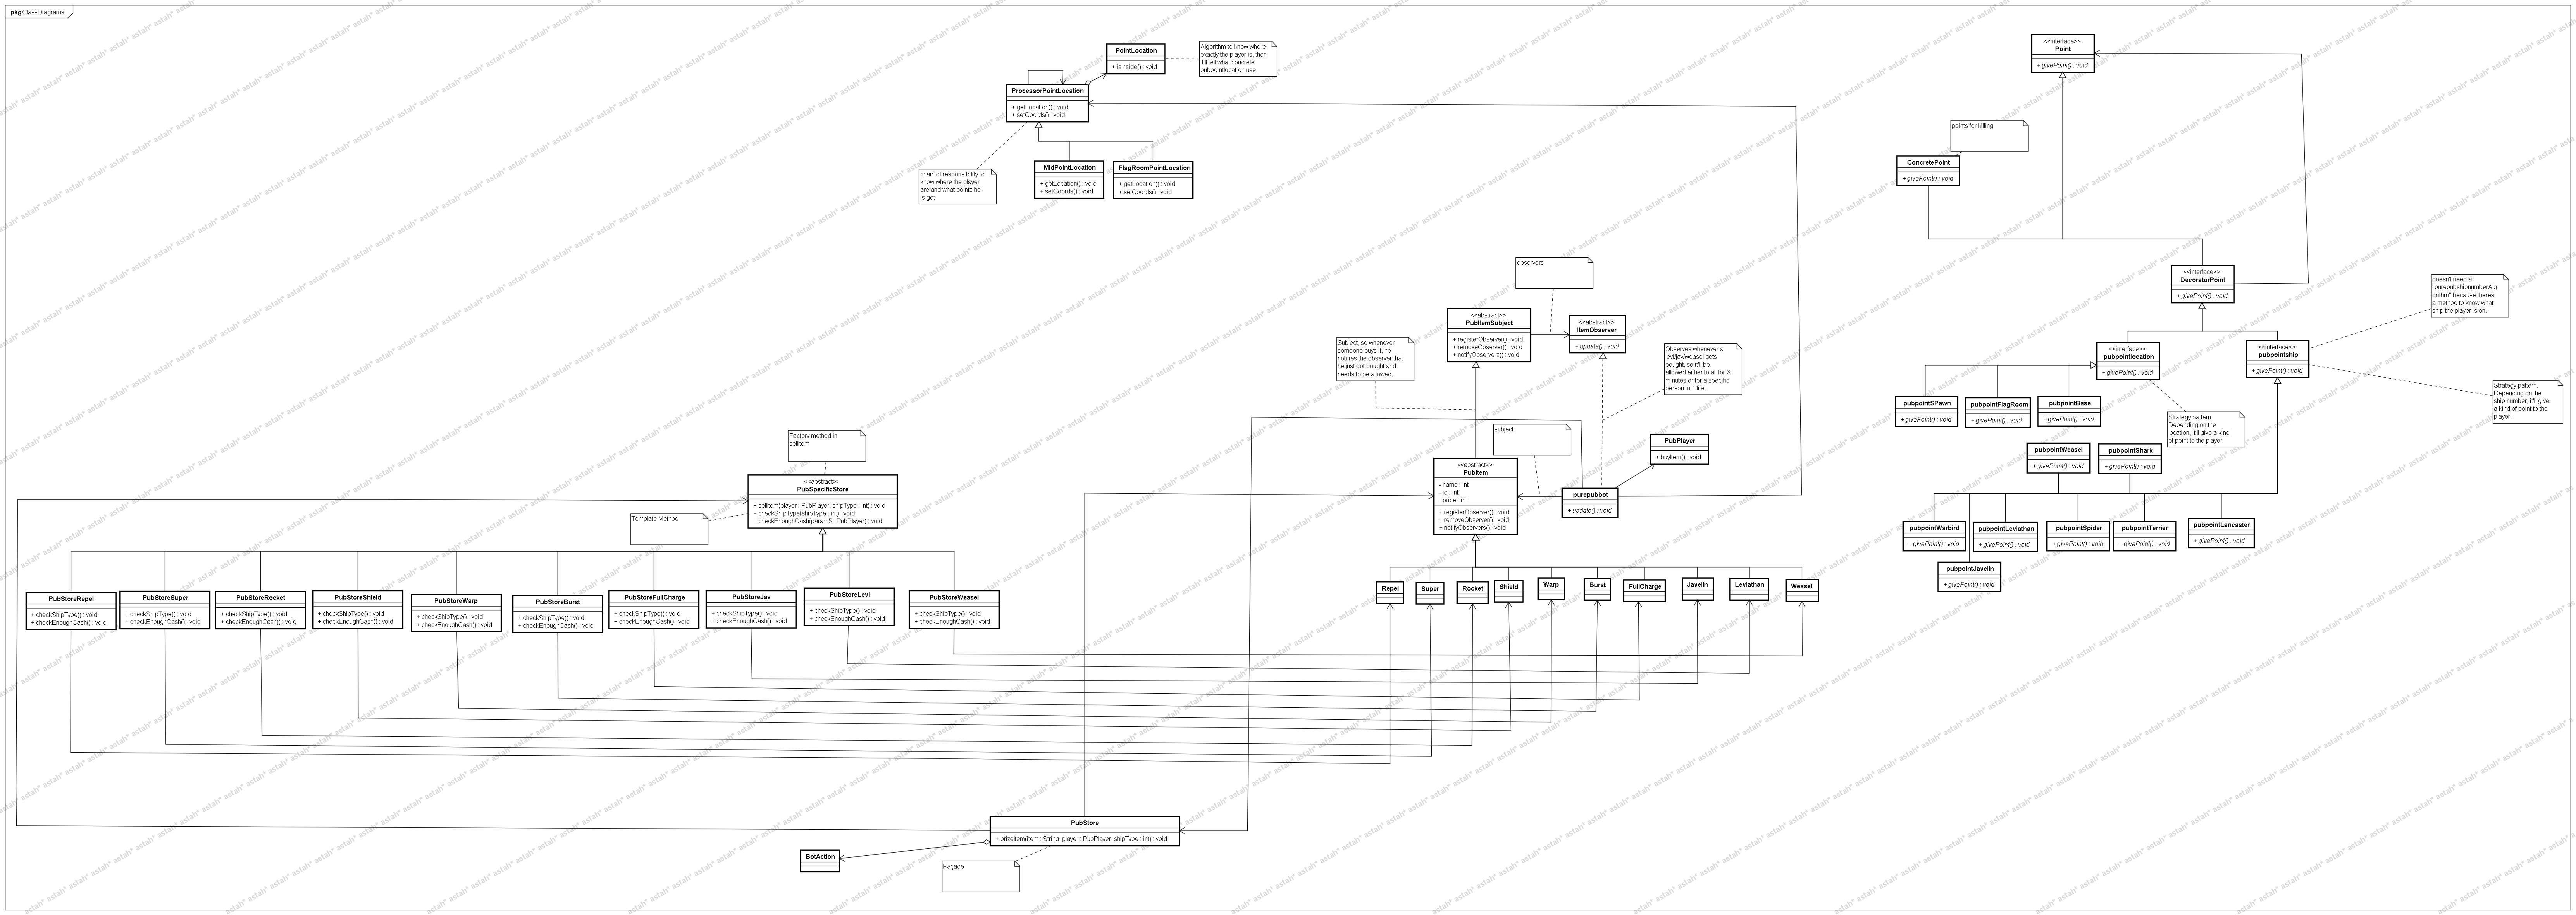 pkg ClassDiagrams
PointLocation
+ isInside() : void
Algorithm to know where
exactly the player is, then
it'll tell what concrete
pubpointlocation use.
ProcessorPointLocation
+ getLocation() : void
+ setCoords() : void
MidPointLocation
+ getLocation() : void
+ setCoords() : void
FlagRoomPointLocation
+ getLocation() : void
+ setCoords() : void
chain of responsibility to
know where the player
are and what points he
is got
<<interface>>
Point
+ givePoint() : void
points for killing
ConcretePoint
+ givePoint() : void
<<interface>>
DecoratorPoint
+ givePoint() : void
doesn't need a
"purepubshipnumberAlg
orithm" because theres
a method to know what
ship the player is on.
<<interface>>
pubpointlocation
+ givePoint() : void
<<interface>>
pubpointship
+ givePoint() : void
Strategy pattern.
Depending on the
ship number, it'll give
a kind of point to the
player.
Strategy pattern
Depending on the
location, it'll give a kind
of point to the player
pubpointSPawn
+ givePoint() : void
pubpointFlagRoom
+ givePoint() : void
pubpointBase
+ givePoint() : void
pubpointWeasel
+ givePoint() : void
pubpointShark
+ givePoint() : void
pubpointWarbird
+ givePoint() : void
pubpointLeviathan
+ givePoint() : void
pubpointSpider
+ givePoint() : void
pubpointTerrier
+ givePoint() : void
pubpointLancaster
+ givePoint() : void
pubpointJavelin
+ givePoint() : void
observers
<<abstract>>
PubItemSubject
+ registerObserver() : void
+ removeObserver() : void
+ notifyObservers() : void
<<abstract>>
ItemObserver
+ update() : void
Subject, so whenever
someone buys it, he
notifies the observer that
he just got bought and
needs to be allowed.
Observes whenever a
levi/jav/weasel gets
bought, so it'll be
allowed either to all for X
minutes or for a specific
person in 1 life.
subject
PubPlayer
+ buyItem() : void
<<abstract>>
PubItem
- name : int
- id : int
- price : int
+ registerObserver() : void
+ removeObserver() : void
+ notifyObservers() : void
purepubbot
+ update() : void
Factory method in
sellItem
<<abstract>>
PubSpecificStore
+ sellItem(player : PubPlayer, shipType : int) : void
+ checkShipType(shipType : int) : void
+ checkEnoughCash(param5 : PubPlayer) : void
Template Method
PubStoreRepel
+ checkShipType() : void
+ checkEnoughCash() : void
PubStoreSuper
+ checkShipType() : void
+ checkEnoughCash() : void
PubStoreRocket
+ checkShipType() : void
+ checkEnoughCash() : void
PubStoreShield
+ checkShipType() : void
+ checkEnoughCash() : void
PubStoreWarp
+ checkShipType() : void
+ checkEnoughCash() : void
PubStoreBurst
+ checkShipType() : void
+ checkEnoughCash() : void
PubStoreFullCharge
+ checkShipType() : void
+ checkEnoughCash() : void
PubStoreJav
+ checkShipType() : void
+ checkEnoughCash() : void
PubStoreLevi
+ checkShipType() : void
+ checkEnoughCash() : void
PubStoreWeasel
+ checkShipType() : void
+ checkEnoughCash() : void
Repel
Super
Rocket
Shield
Warp
Burst
FullCharge
Javelin
Leviathan
Weasel
PubStore
+ prizeItem(item : String, player : PubPlayer, shipType : int) : void
BotAction
Façade